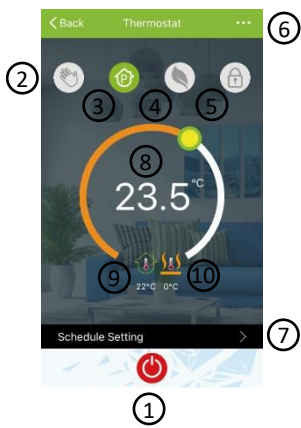 Back Thermostat ... 6
2
P
3 4 5
8
23.5°C
9 10
22°C 0°C
Schedule Setting 7
1